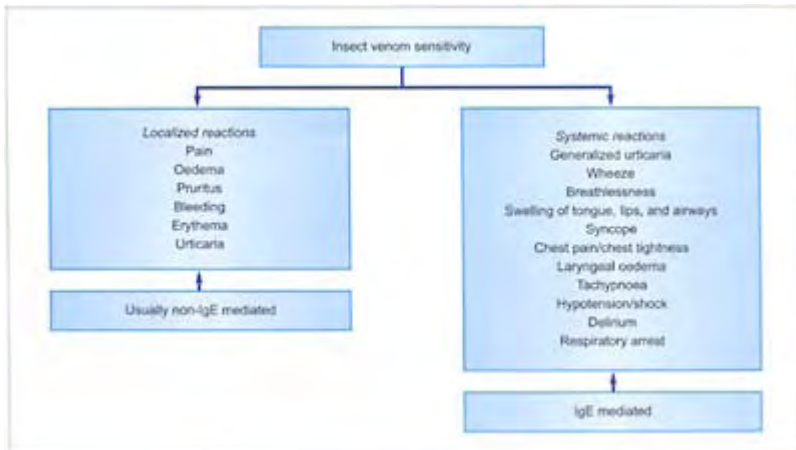 Insect venom sensitivity
Localized reactions
Pain
Oedema
Pruritus
Bleeding
Erythema
Urticaria
Usually non-IgE mediated
Systemic reactions
Generalized urticaria
Wheeze
Breathlessness
Swelling of tongue, lips, and airways
Syncope
Chest pain/chest tightness
Laryngeal oedema
Tachypnoea
Hypotension/shock
Delirium
Respiratory arrest
IgE mediated